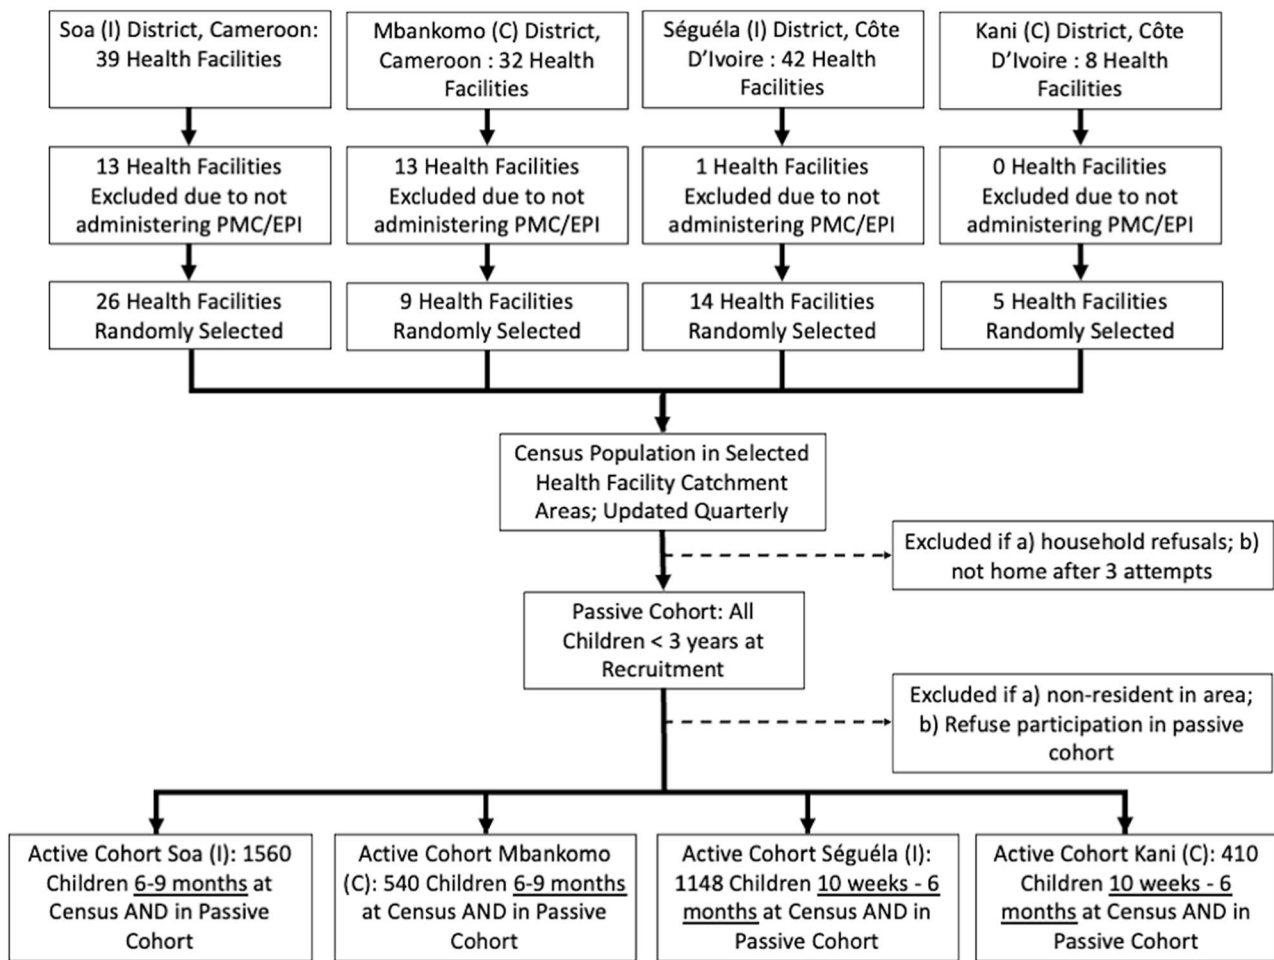 Soa (I) District, Cameroon:
39 Health Facilities
Mbankomo (C) District,
Cameroon : 32 Health
Facilities
Séguéla (I) District, Côte
D’Ivoire : 42 Health
Facilities
Kani (C) District, Côte
D’Ivoire : 8 Health
Facilities
13 Health Facilities
Excluded due to not
administering PMC/EPI
13 Health Facilities
Excluded due to not
administering PMC/EPI
1 Health Facilities
Excluded due to not
administering PMC/EPI
0 Health Facilities
Excluded due to not
administering PMC/EPI
26 Health Facilities
Randomly Selected
9 Health Facilities
Randomly Selected
14 Health Facilities
Randomly Selected
5 Health Facilities
Randomly Selected
Census Population in Selected
Health Facility Catchment
Areas; Updated Quarterly
Excluded if a) household refusals; b)
not home after 3 attempts
Passive Cohort: All
Children < 3 years at
Recruitment
Excluded if a) non-resident in area;
b) Refuse participation in passive
cohort
Active Cohort Soa (I): 1560
Children 6-9 months at
Census AND in Passive
Cohort
Active Cohort Mbankomo
(C): 540 Children 6-9 months
at Census AND in Passive
Cohort
Active Cohort Séguéla (I):
1148 Children 10 weeks - 6
months at Census AND in
Passive Cohort
Active Cohort Kani (C): 410
Children 10 weeks - 6
months at Census AND in
Passive Cohort